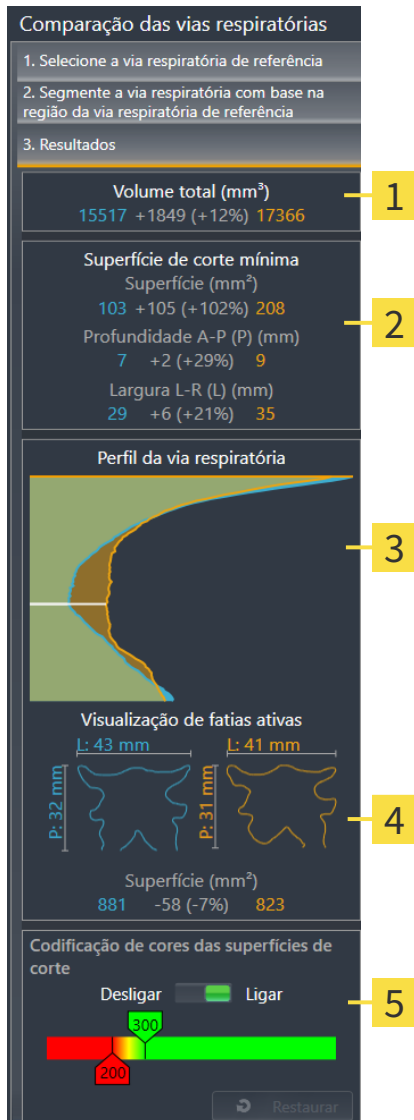 Comparação das vias respiratórias
1. Selecione a via respiratória de referência
2. Segmente a via respiratória com base na
região da via respiratória de referência
3. Resultados
Volume total (mm³)
15517 +1849 (+12%) 17366
1
Superfície de corte mínima
Superfície (mm²)
103 +105 (+102%) 208
Profundidade A-P (P) (mm)
7 +2 (+29%) 9
Largura L-R (L) (mm)
29 +6 (+21%) 35
2
Perfil da via respiratória
3
Visualização de fatias ativas
L: 43 mm L: 41 mm
P: 32 mm P: 31 mm
Superfície (mm²)
881 -58 (-7%) 823
4
Codificação de cores das superfícies de
corte
Desligar Ligar
5
300
200
Restaurar